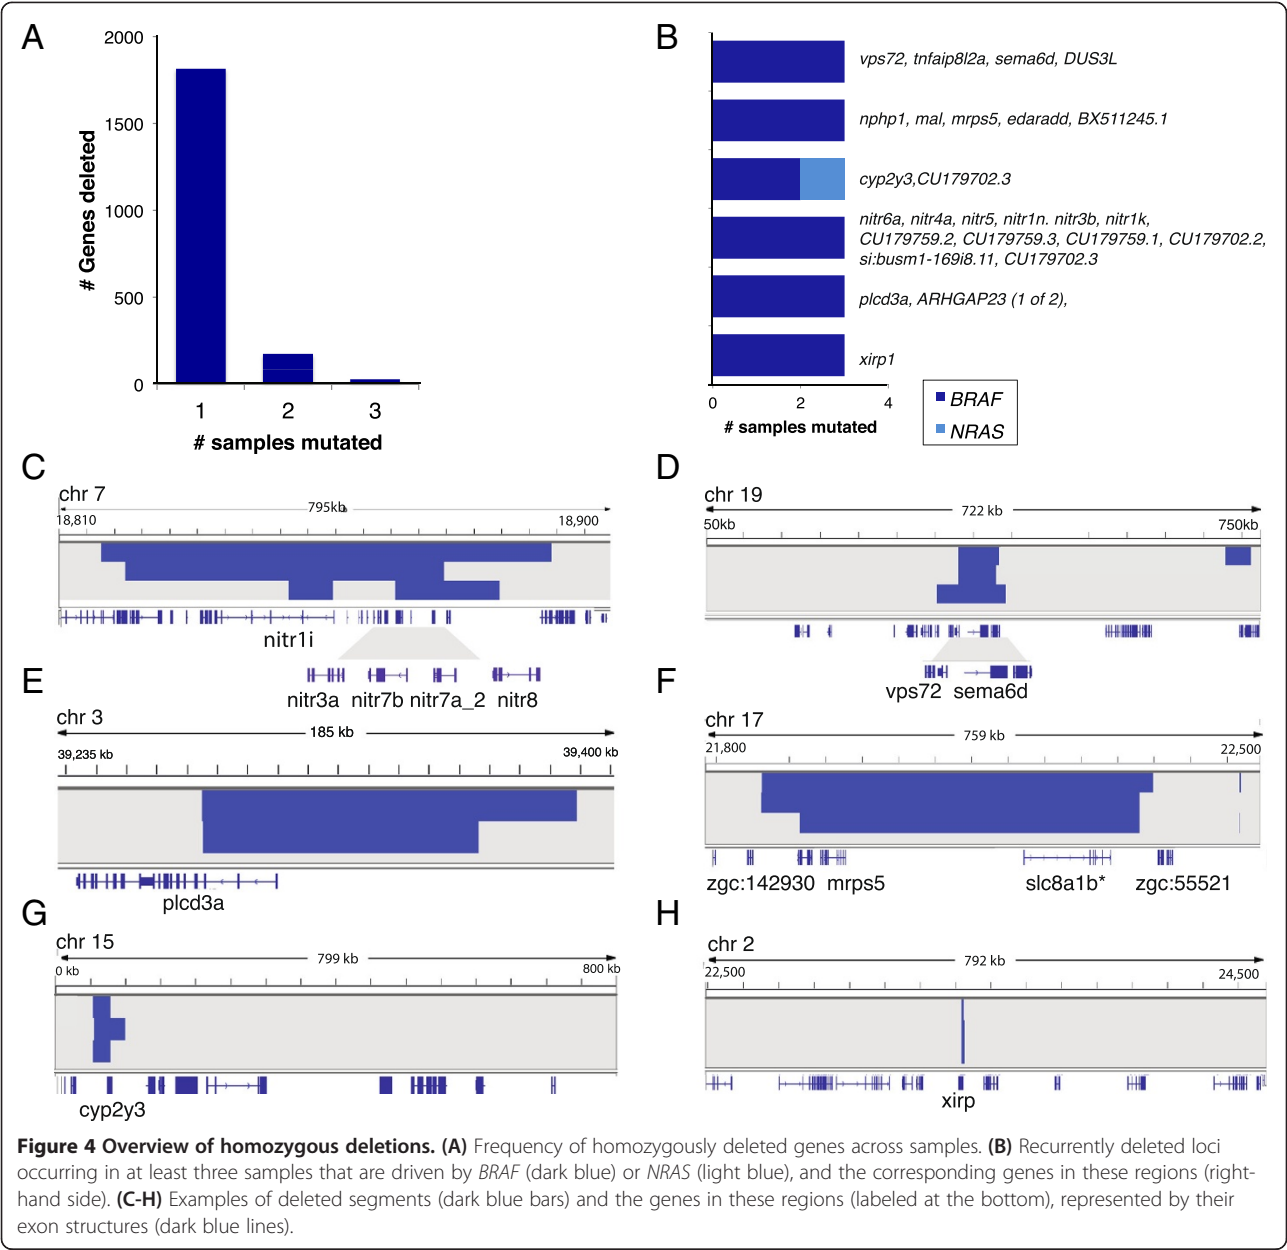 A
2000
1500
1000
500
0
# Genes deleted
1 2 3
# samples mutated
B
vps72, tnfaip8l2a, sema6d, DUS3L
nphp1, mal, mrps5, edaradd, BX511245.1
cyp2y3,CU179702.3
nitr6a, nitr4a, nitr5, nitr1n. nitr3b, nitr1k,
CU179759.2, CU179759.3, CU179759.1, CU179702.2,
si:busm1-169i8.11, CU179702.3
plcd3a, ARHGAP23 (1 of 2),
xirp1
0 2 4
# samples mutated
BRAF
NRAS
C
chr 7
795kb
18,810 18,900
nitr1i
nitr3a nitr7b nitr7a_2 nitr8
D
chr 19
722 kb
50kb 750kb
vps72 sema6d
E
chr 3
185 kb
39,235 kb 39,400 kb
plcd3a
F
chr 17
759 kb
21,800 22,500
zgc:142930 mrps5 slc8a1b* zgc:55521
G
chr 15
799 kb
0 kb 800 kb
cyp2y3
H
chr 2
792 kb
22,500 24,500
xirp
Figure 4 Overview of homozygous deletions. (A) Frequency of homozygously deleted genes across samples. (B) Recurrently deleted loci
occurring in at least three samples that are driven by BRAF (dark blue) or NRAS (light blue), and the corresponding genes in these regions (right-
hand side). (C-H) Examples of deleted segments (dark blue bars) and the genes in these regions (labeled at the bottom), represented by their
exon structures (dark blue lines).